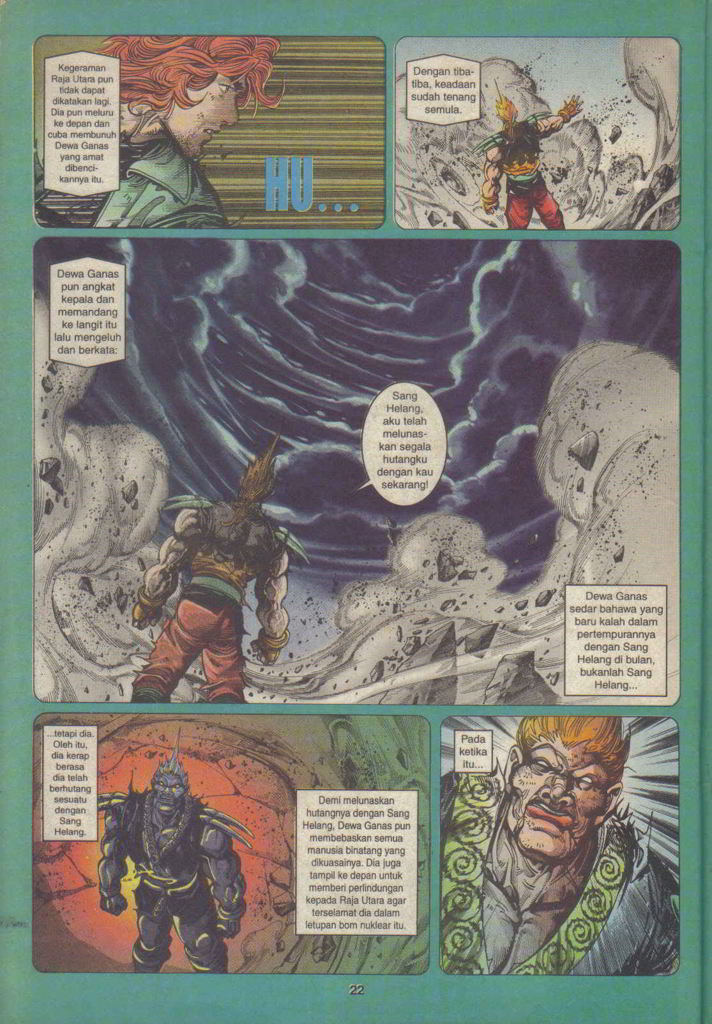 Kegeraman
Raja Utara pun
tidak dapat
dikatakan lagi.
Dia pun meluru
ke depan dan
cuba membunuh
Dewa Ganas
yang amat
dibenci-
kannya itu.
HU...
Dengan tiba-
tiba, keadaan
sudah tenang
semula.
Dewa Ganas
pun angkat
kepala dan
memandang
ke langit itu
lalu mengeluh
dan berkata:
Sang
Helang,
aku telah
melunas-
kan segala
hutangku
dengan kau
sekarang!
Dewa Ganas
sedar bahawa yang
baru kalah dalam
pertempurannya
dengan Sang
Helang di bulan,
bukanlah Sang
Helang...
...tetapi dia.
Oleh itu,
dia kerap
berasa
dia telah
berhutang
sesuatu
dengan
Sang
Helang.
Demi melunaskan
hutangnya dengan Sang
Helang, Dewa Ganas pun
membebaskan semua
manusia binatang yang
dikuasainya. Dia juga
tampil ke depan untuk
memberi perlindungan
kepada Raja Utara agar
terselamat dia dalam
letupan bom nuklear itu.
Pada
ketika
itu...
22